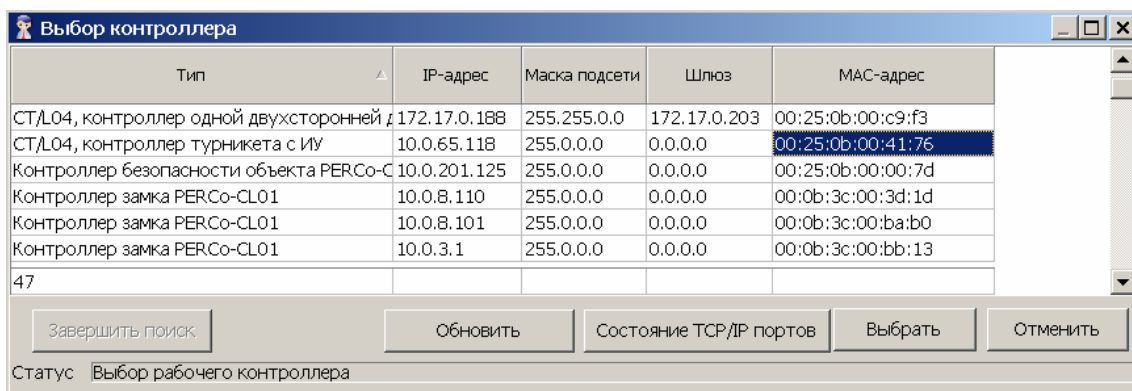 Выбор контроллера
Тип IP-адрес Маска подсети Шлюз MAC-адрес
CT/L04, контроллер одной двухсторонней 172.17.0.188 255.255.0.0 172.17.0.203 00:25:0b:00:c9:f3
CT/L04, контроллер турникета с ИУ 10.0.65.118 255.0.0.0 0.0.0.0 00:25:0b:00:41:76
Контроллер безопасности объекта PERCo-C 10.0.201.125 255.0.0.0 0.0.0.0 00:25:0b:00:00:7d
Контроллер замка PERCo-CL01 10.0.8.110 255.0.0.0 0.0.0.0 00:0b:3c:00:3d:1d
Контроллер замка PERCo-CL01 10.0.8.101 255.0.0.0 0.0.0.0 00:0b:3c:00:ba:b0
Контроллер замка PERCo-CL01 10.0.3.1 255.0.0.0 0.0.0.0 00:0b:3c:00:bb:13
47
Завершить поиск Обновить Состояние TCP/IP портов Выбрать Отменить
Статус Выбор рабочего контроллера